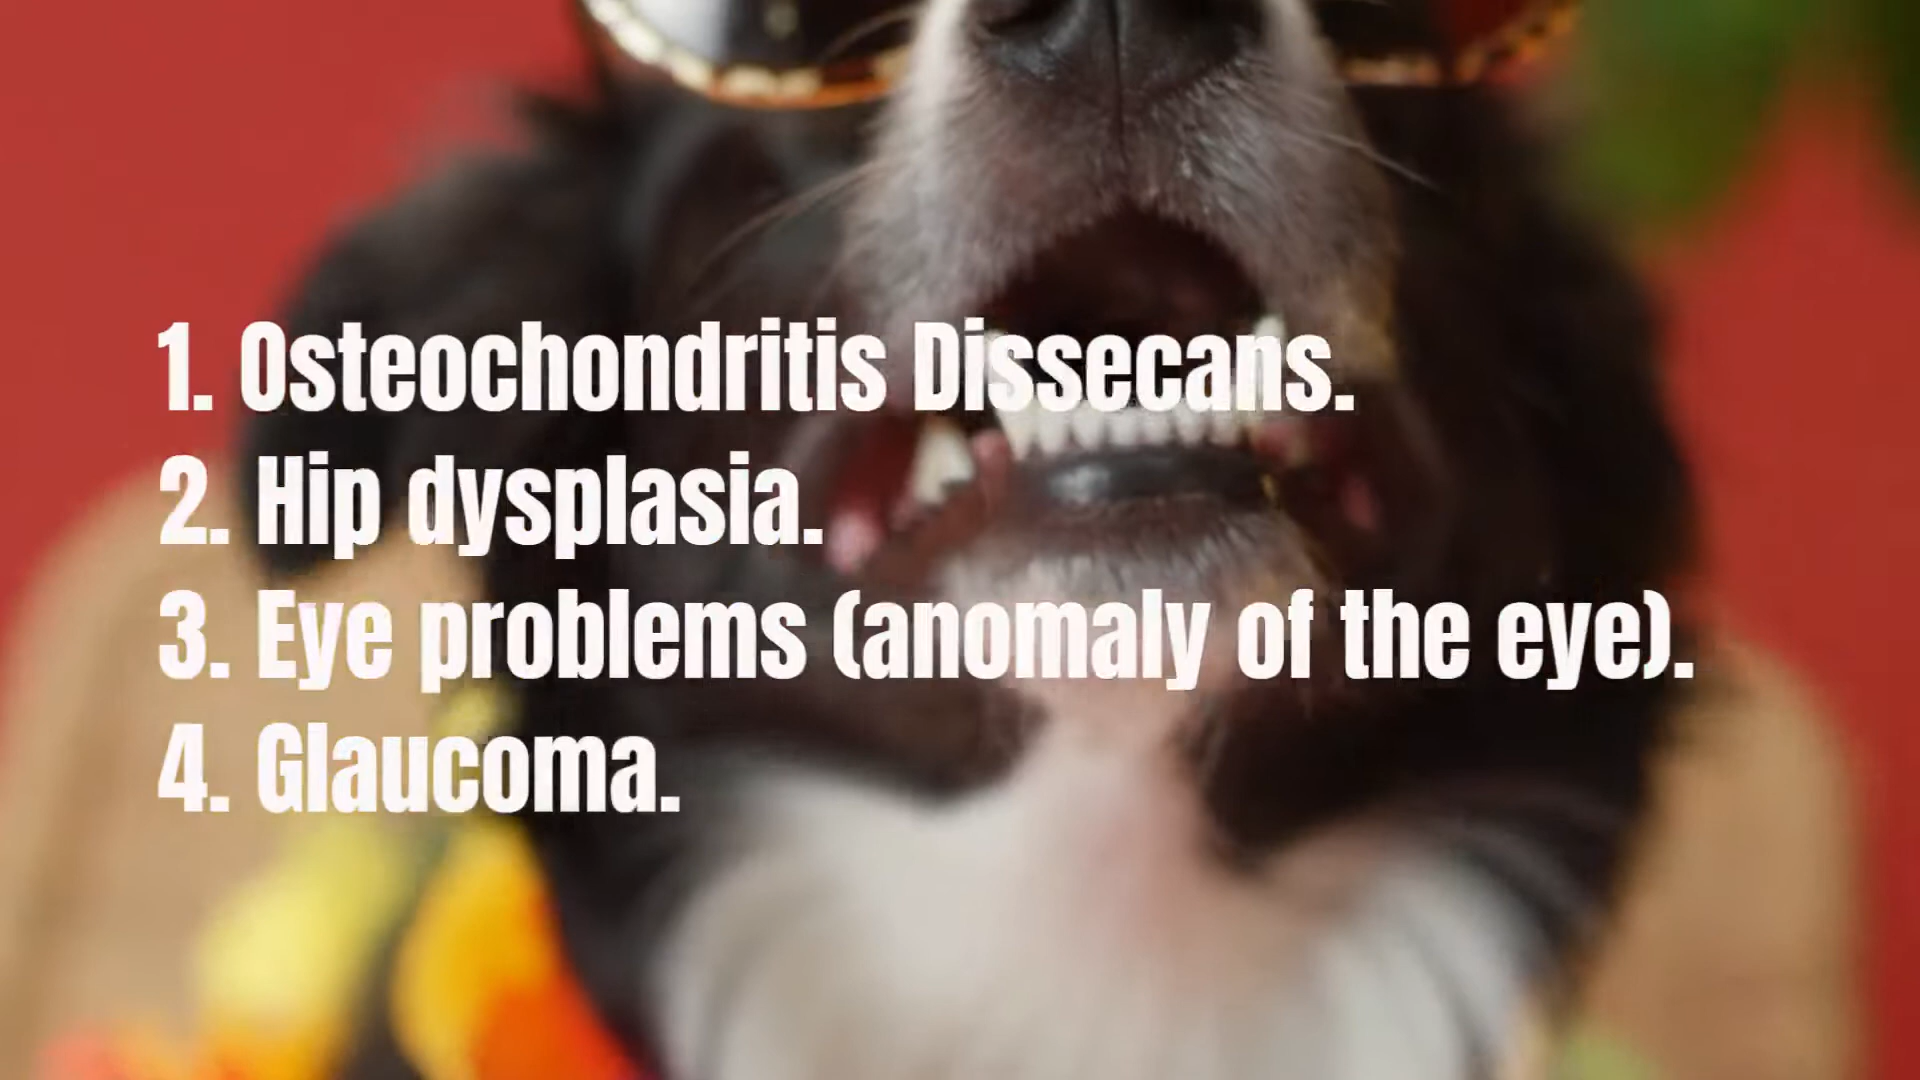 1. Osteochondritis Dissecans.
2. Hip dysplasia.
3. Eye problems (anomaly of the eye).
4. Glaucoma.